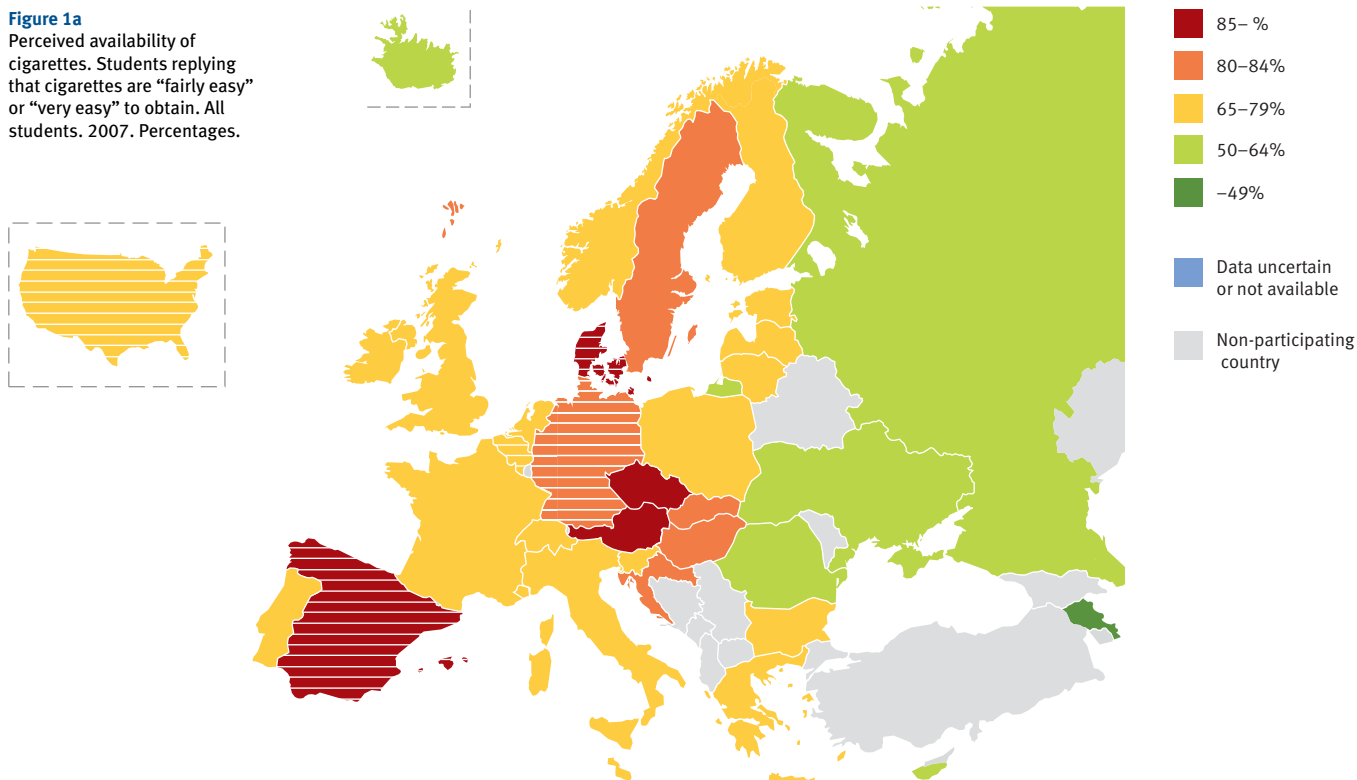 Figure 1a
Perceived availability of
cigarettes. Students replying
that cigarettes are “fairly easy”
or “very easy” to obtain. All
students. 2007. Percentages.
85– %
80–84%
65–79%
50–64%
–49%
Data uncertain
or not available
Non-participating
country